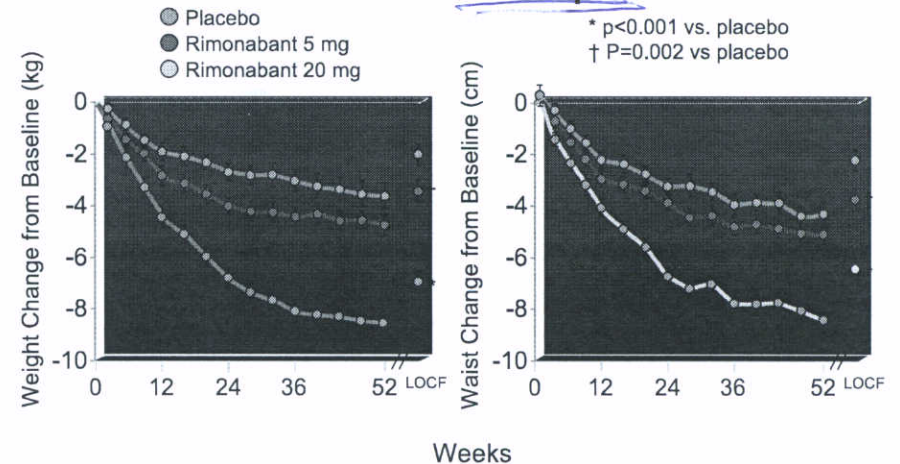 Placebo
Rimonabant 5 mg
Rimonabant 20 mg
* p<0.001 vs. placebo
† P=0.002 vs placebo
Weight Change from Baseline (kg)
0
-2
-4
-6
-8
-10
0 12 24 36 52 LOCF
Waist Change from Baseline (cm)
0
-2
-4
-6
-8
-10
0 12 24 36 52 LOCF
Weeks